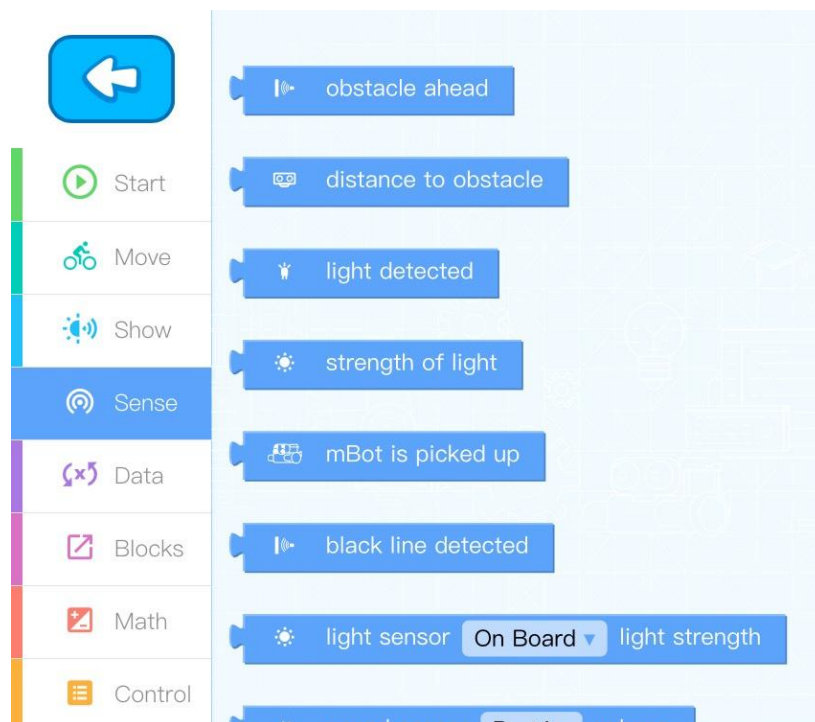 Start
Move
Show
Sense
Data
Blocks
Math
Control
obstacle ahead
distance to obstacle
light detected
strength of light
mBot is picked up
black line detected
light sensor On Board light strength